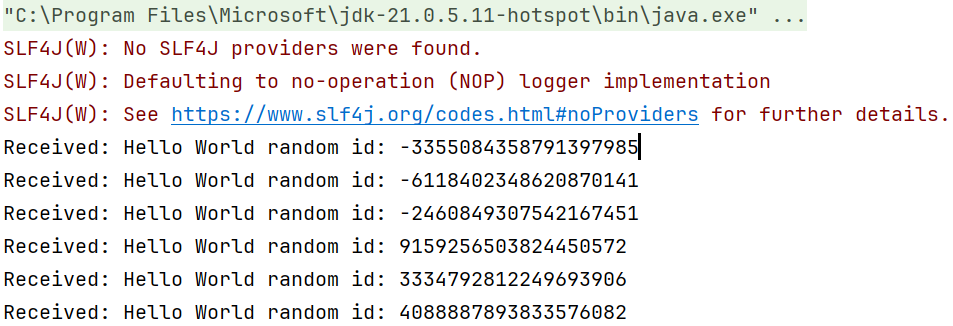 "C:\Program Files\Microsoft\jdk-21.0.5.11-hotspot\bin\java.exe" ...
SLF4J(W): No SLF4J providers were found.
SLF4J(W): Defaulting to no-operation (NOP) logger implementation
SLF4J(W): See https://www.slf4j.org/codes.html#noProviders for further details.
Received: Hello World random id: -3355084358791397985
Received: Hello World random id: -6118402348620870141
Received: Hello World random id: -2460849307542167451
Received: Hello World random id: 9159256503824450572
Received: Hello World random id: 3334792812249693906
Received: Hello World random id: 4088887893833576082